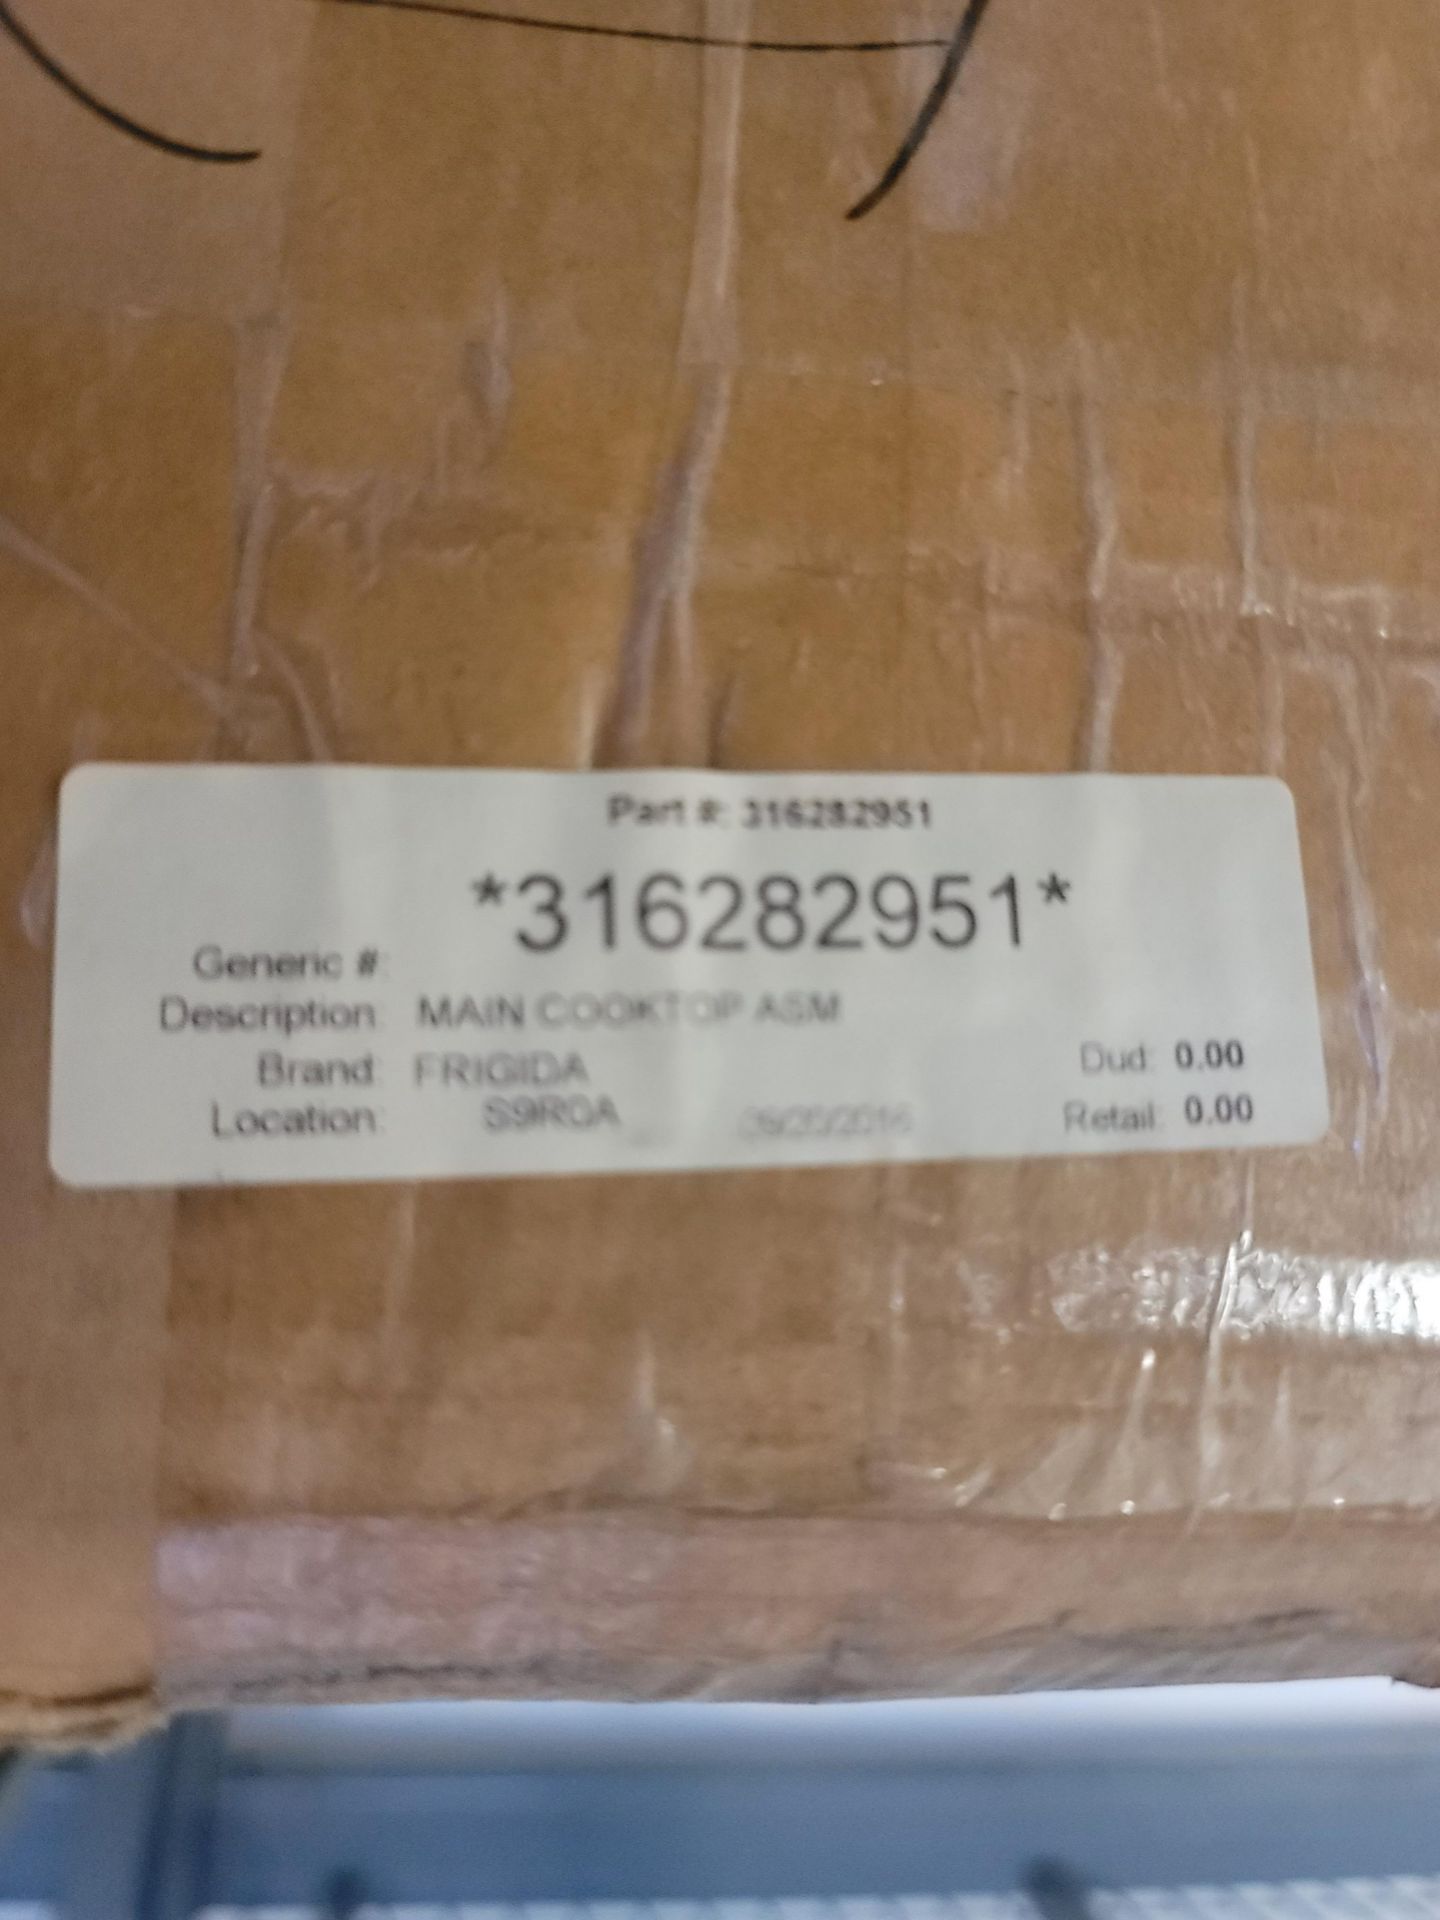 Part #: 316282951
*316282951*
Generic #:
Description: MAIN COOKTOP ASM
Brand: FRIGIDA
Dud: 0.00
Location: S9R0A
Retail: 0.00